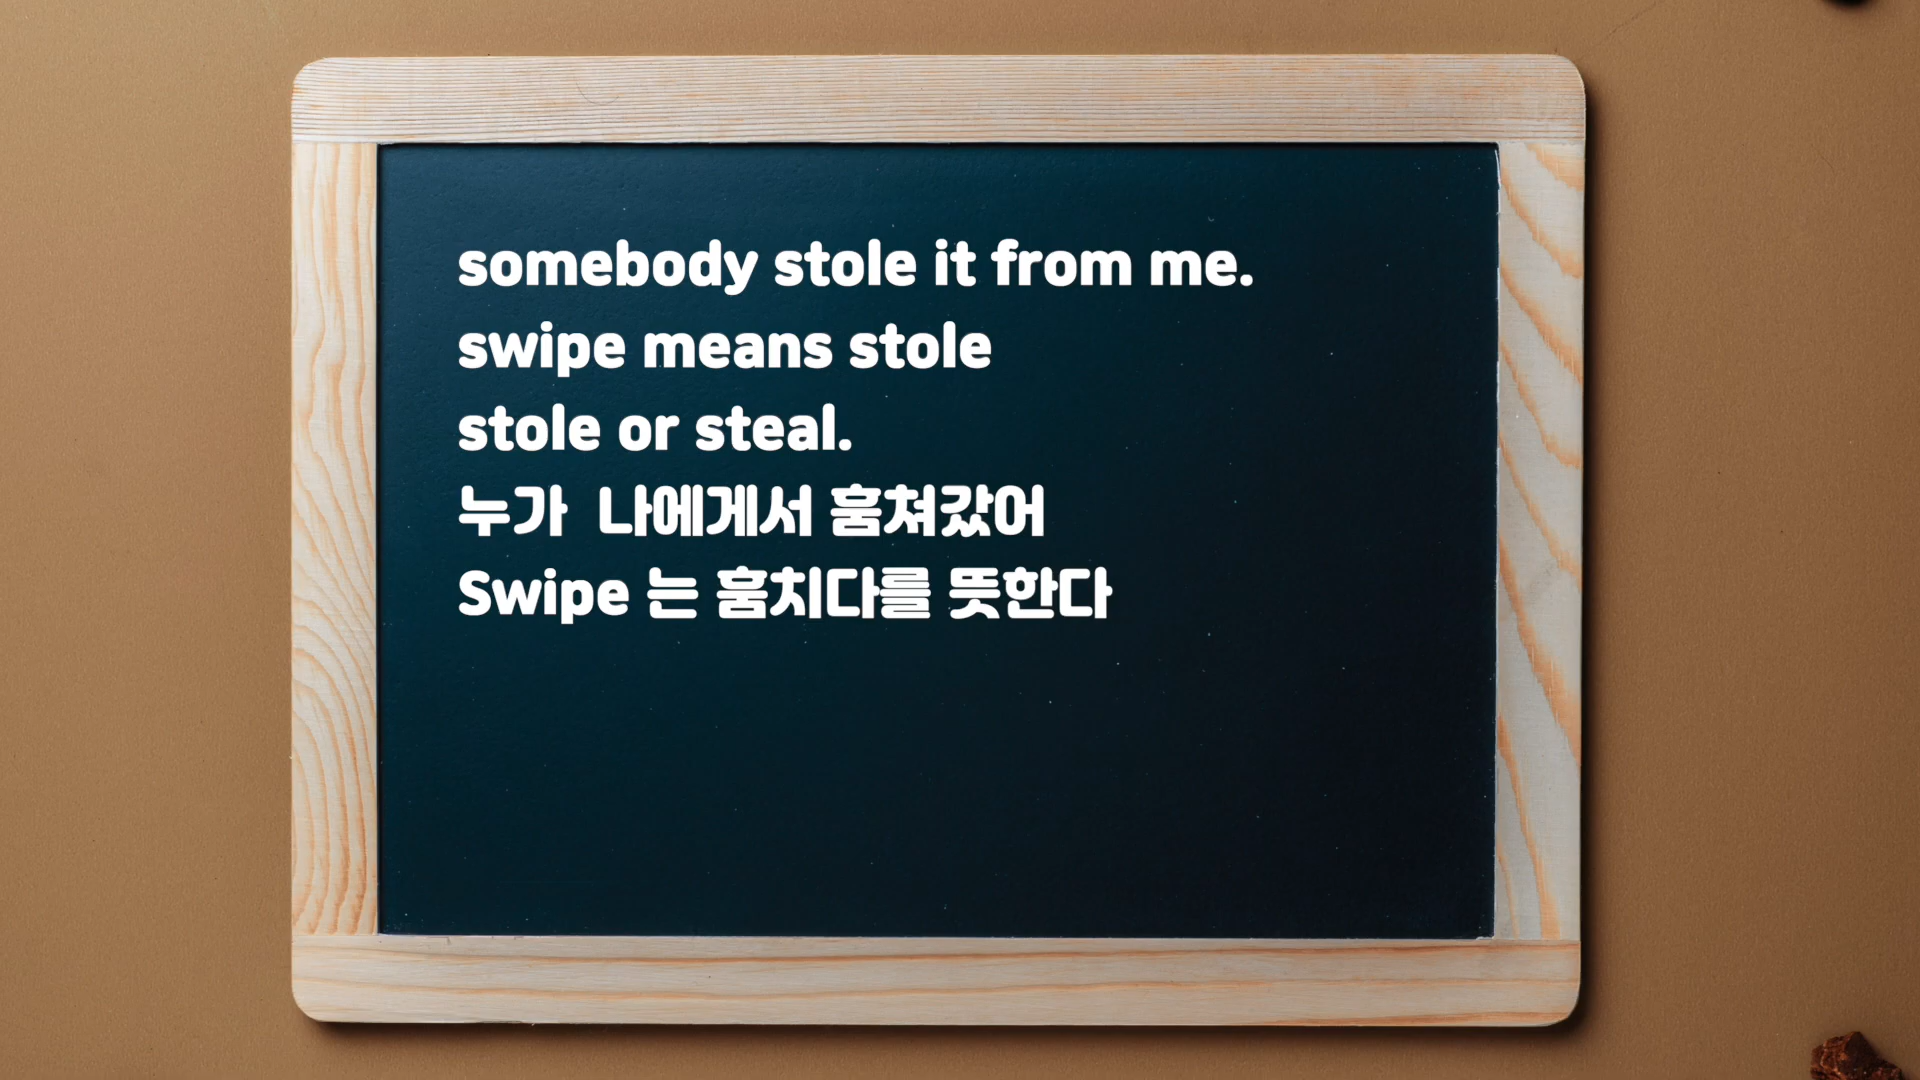 somebody stole it from me.
swipe means stole
stole or steal.
누가  나에게서 훔쳐갔어
Swipe 는 훔치다를 뜻한다